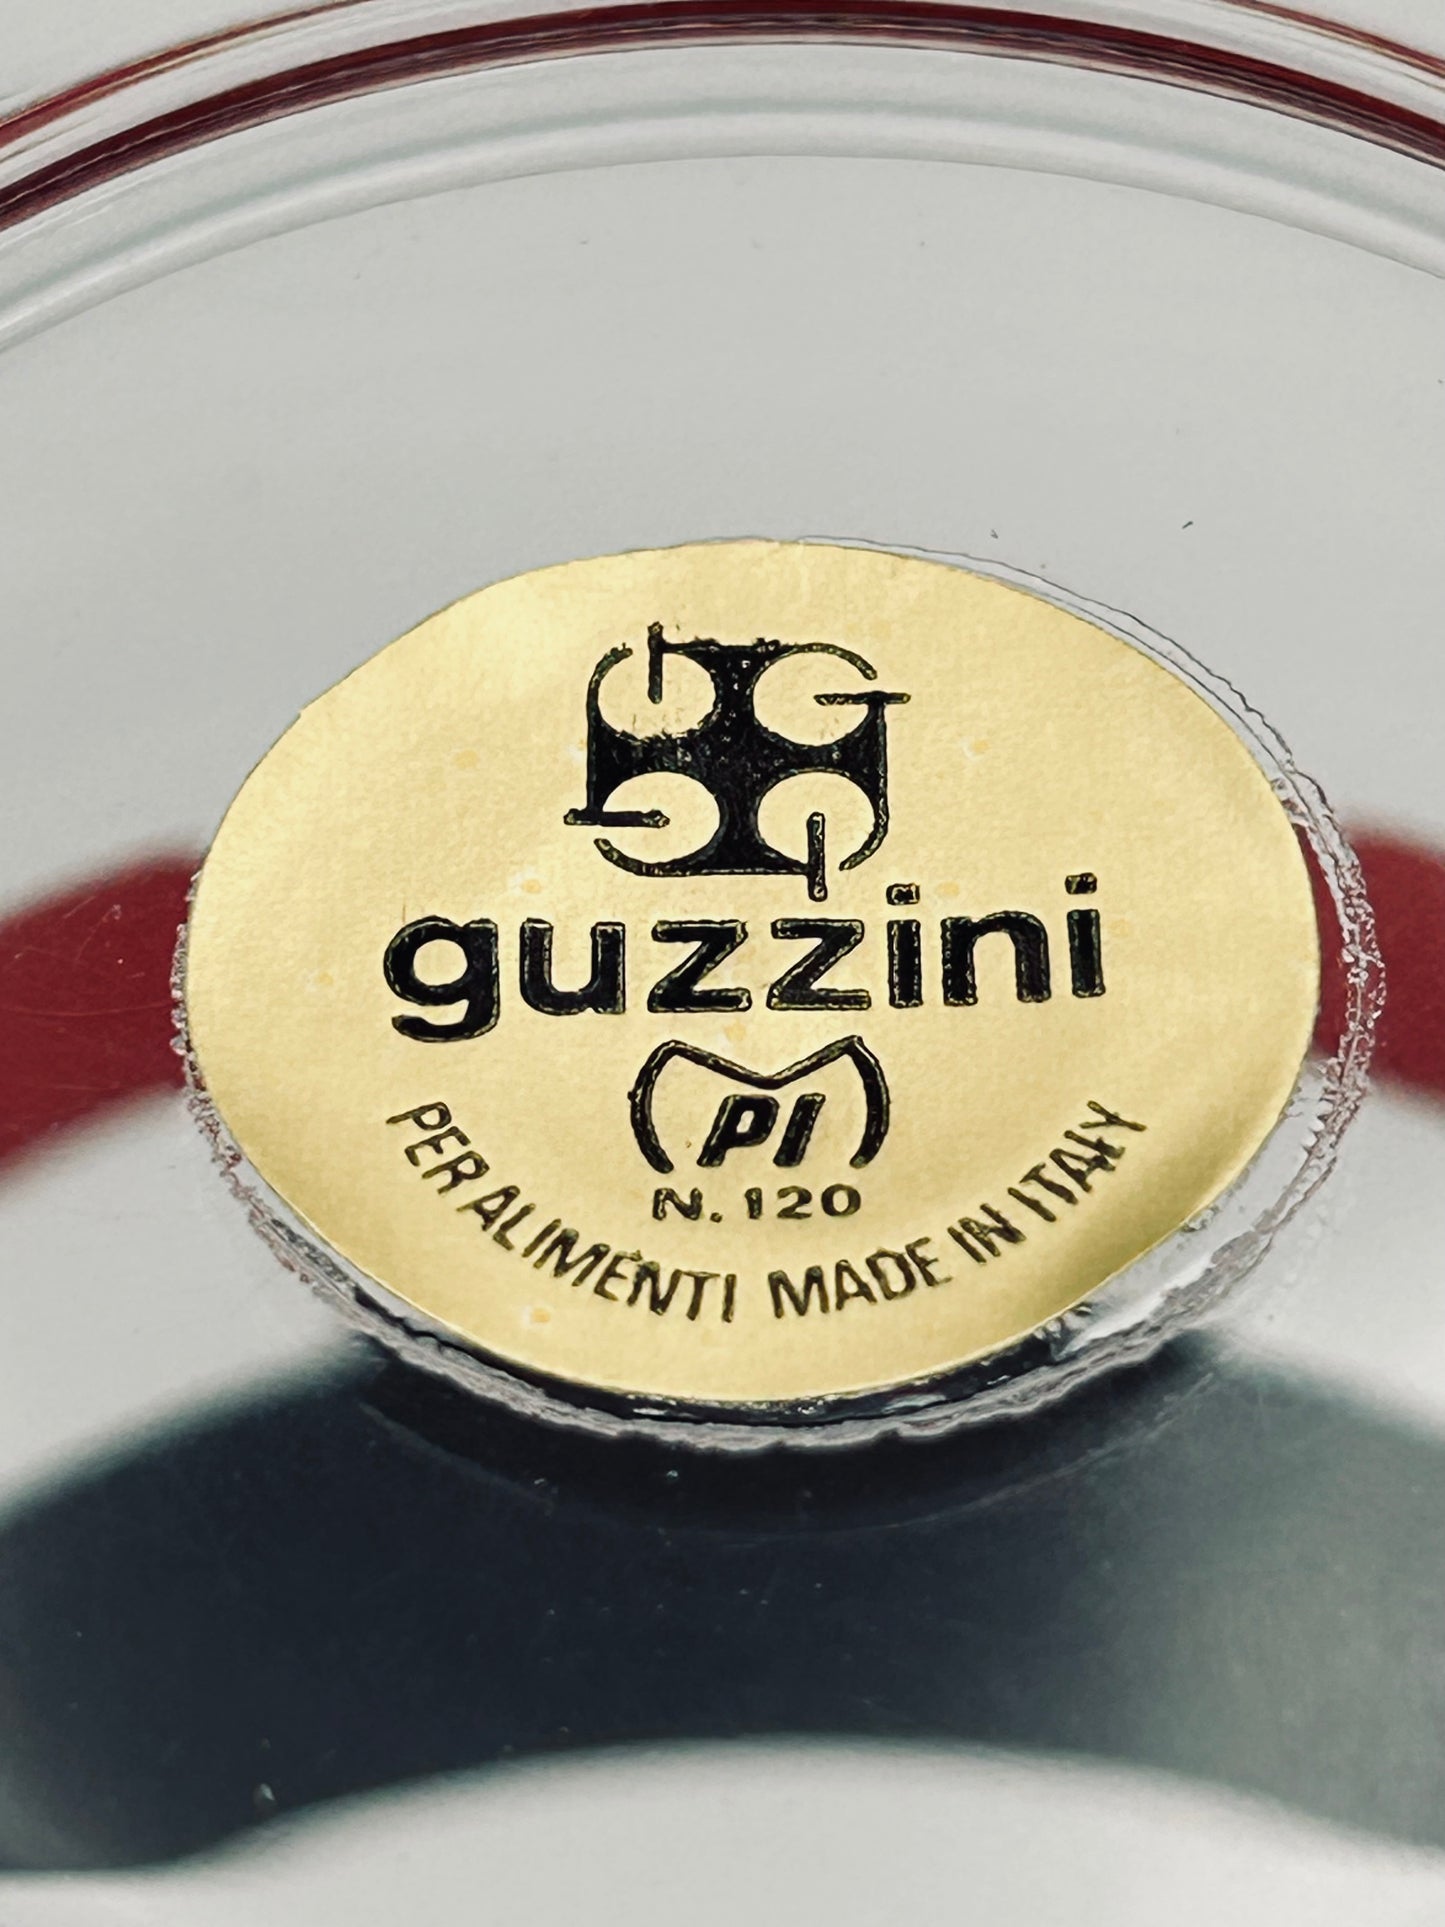 guzzini
PI
N. 120
PER ALIMENTI MADE IN ITALY